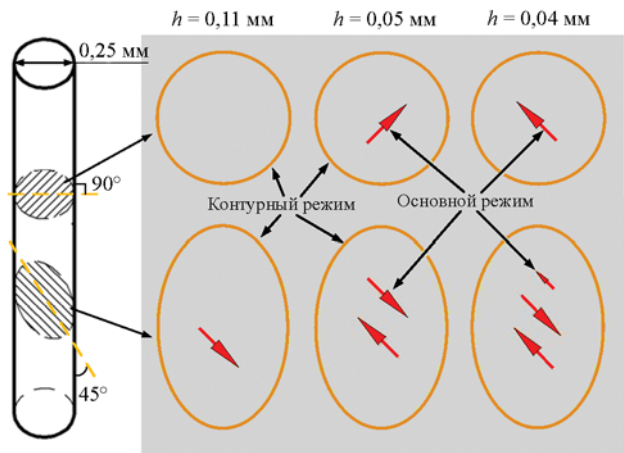 h = 0,11 мм
h = 0,05 мм
h = 0,04 мм
0,25 мм
90°
Контурный режим
Основной режим
45°